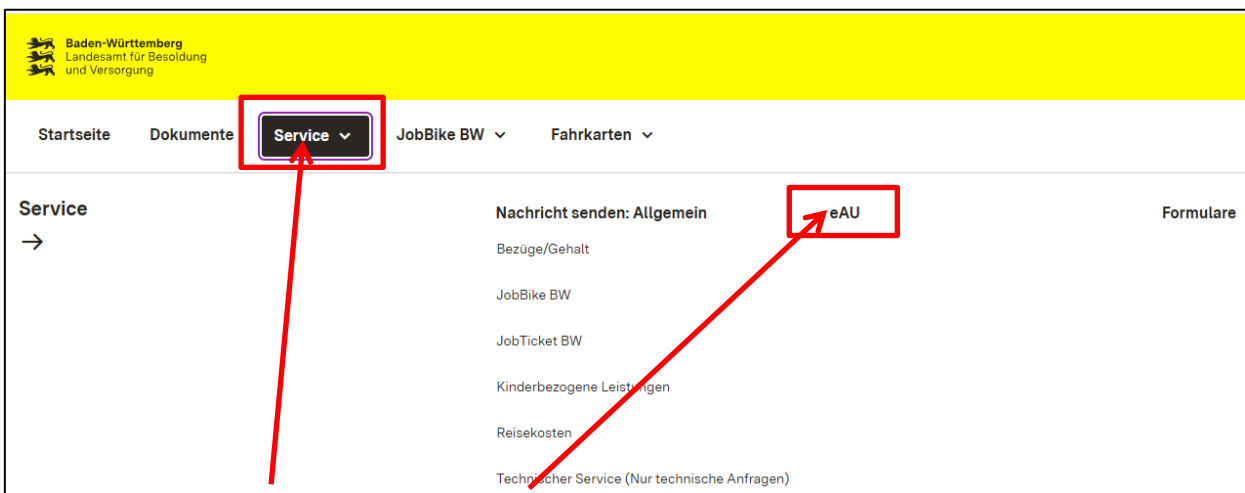 Baden-Württemberg
Landesamt für Besoldung
und Versorgung
Startseite Dokumente Service JobBike BW Fahrkarten
Service
Nachricht senden: Allgemein eAU Formulare
Bezüge/Gehalt
JobBike BW
JobTicket BW
Kinderbezogene Leistungen
Reisekosten
Technischer Service (Nur technische Anfragen)